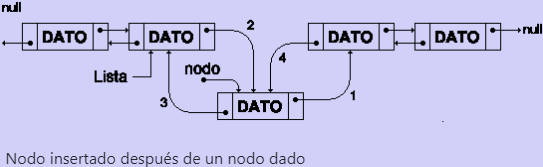 null
DATO
DATO
2
4
DATO
DATO
null
Lista
nodo
3
DATO
1
Nodo insertado después de un nodo dado